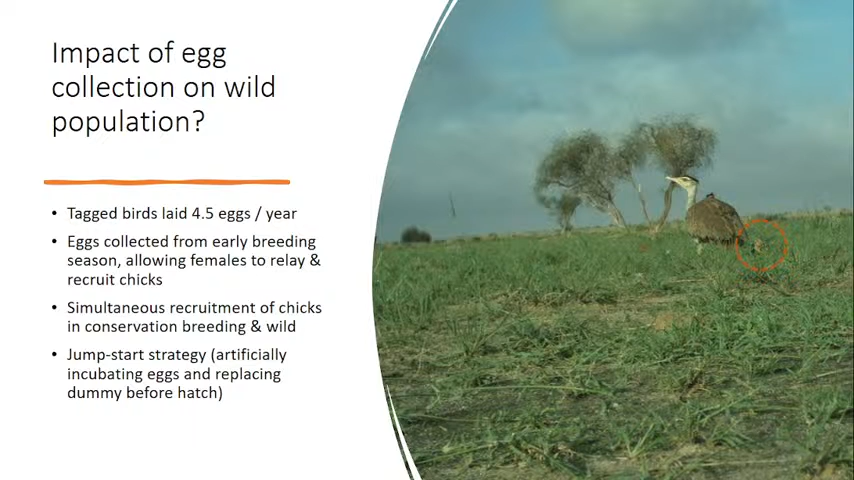 Impact of egg
collection on wild
population?
• Tagged birds laid 4.5 eggs / year
• Eggs collected from early breeding
season, allowing females to relay &
recruit chicks
• Simultaneous recruitment of chicks
in conservation breeding & wild
• Jump-start strategy (artificially
incubating eggs and replacing
dummy before hatch)